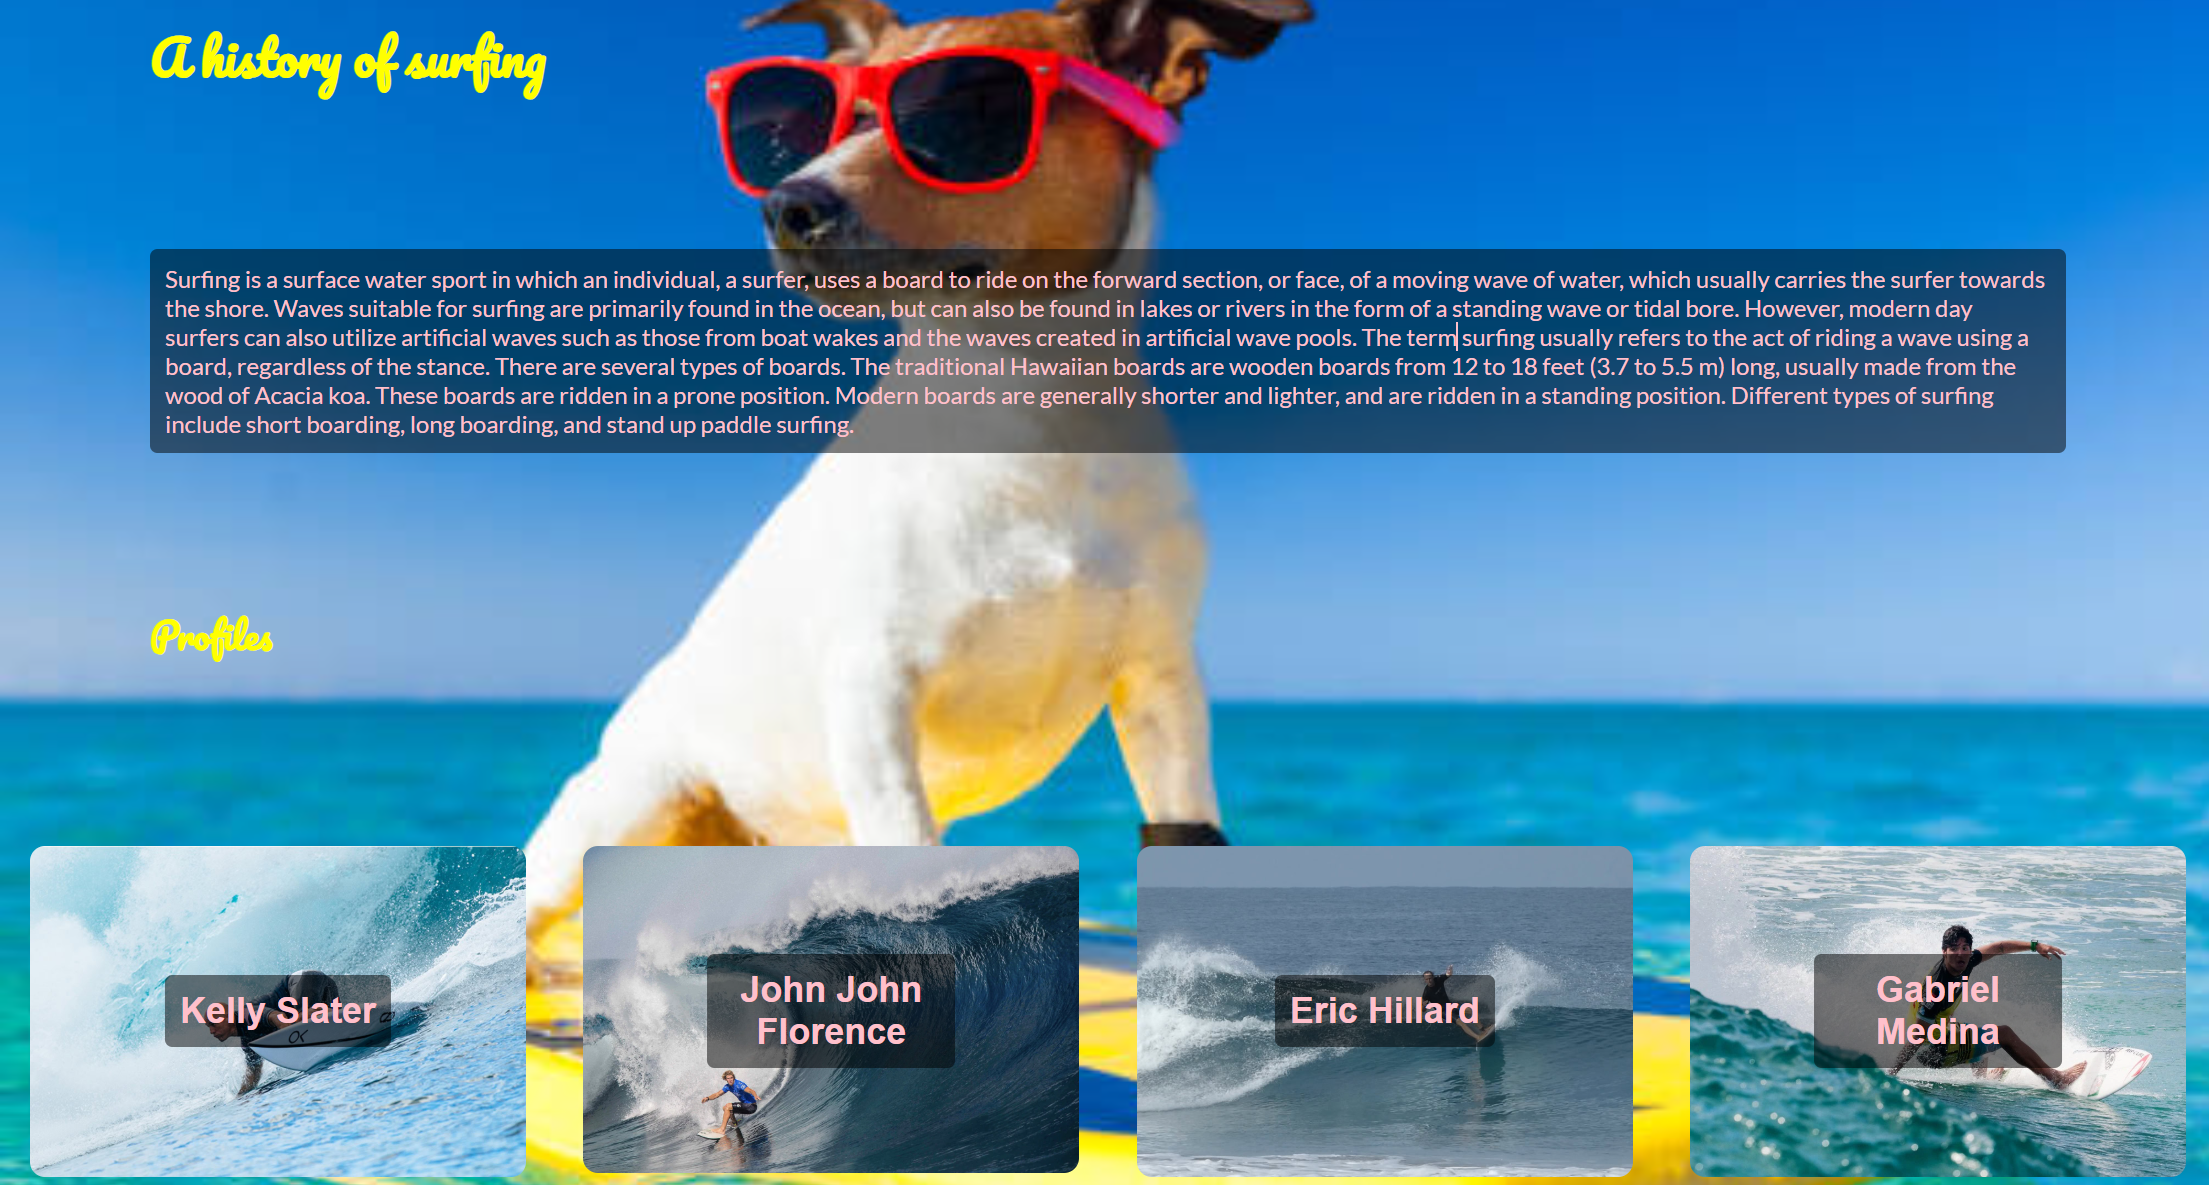 A history of surfing
Surfing is a surface water sport in which an individual, a surfer, uses a board to ride on the forward section, or face, of a moving wave of water, which usually carries the surfer towards
the shore. Waves suitable for surfing are primarily found in the ocean, but can also be found in lakes or rivers in the form of a standing wave or tidal bore. However, modern day
surfers can also utilize artificial waves such as those from boat wakes and the waves created in artificial wave pools. The term surfing usually refers to the act of riding a wave using a
board, regardless of the stance. There are several types of boards. The traditional Hawaiian boards are wooden boards from 12 to 18 feet (3.7 to 5.5 m) long, usually made from the
wood of Acacia koa. These boards are ridden in a prone position. Modern boards are generally shorter and lighter, and are ridden in a standing position. Different types of surfing
include short boarding, long boarding, and stand up paddle surfing.
Profiles
Kelly Slater
John John
Florence
Eric Hillard
Gabriel
Medina